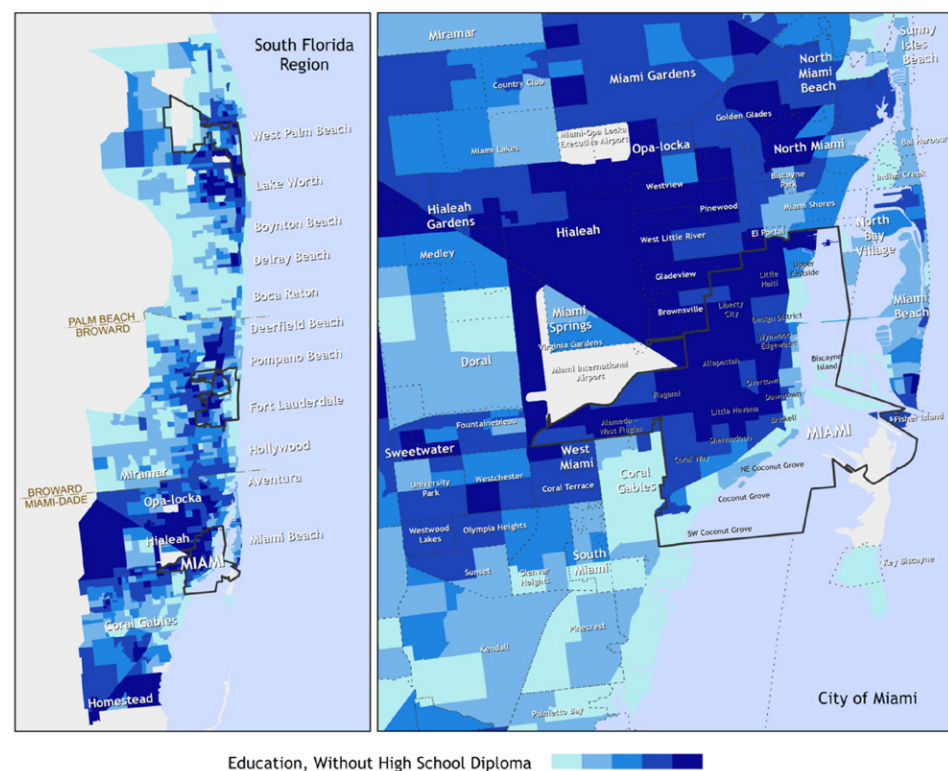 South Florida
Region
West Palm Beach
Lake Worth
Boynton Beach
Delray Beach
Boca Raton
PALM BEACH
BROWARD
Deerfield Beach
Pompano Beach
Fort Lauderdale
Hollywood
Miramar
Aventura
BROWARD
MIAMI-DADE
Opa-locka
Hialeah
Miami Beach
MIAMI
Coral Gables
Homestead
Miramar
Sunny
Isles
Beach
Country Club
Miami Gardens
North
Miami
Beach
Golden Glades
Miami-Opa Locka
Executive Airport
Opa-locka
North Miami
Bal Harbour
Miami Lakes
Biscayne
Park
Indian Creek
Westview
Hialeah
Gardens
Pinewood
Miami Shores
Hialeah
West Little River
El Portal
North
Bay
Village
Medley
Gladeview
Little
Haiti
Upper
Eastside
Miami
Springs
Brownsville
Liberty
City
Miami
Beach
Design District
Virginia Gardens
Wynwood
Edgewater
Doral
Miami International
Airport
Allapattah
Biscayne
Island
Flagami
Overtown
Downtown
Fountainebleau
Alameda-
West Flagler
Little Havana
Brickell
Fisher Island
MIAMI
Sweetwater
West
Miami
Shenandoah
Coral Way
University
Park
Westchester
Coral Terrace
Coral
Gables
NE Coconut Grove
Coconut Grove
Westwood
Lakes
Olympia Heights
SW Coconut Grove
South
Miami
Sunset
Glenvar
Heights
Key Biscayne
Pinecrest
Kendall
Palmetto Bay
City of Miami
Education, Without High School Diploma